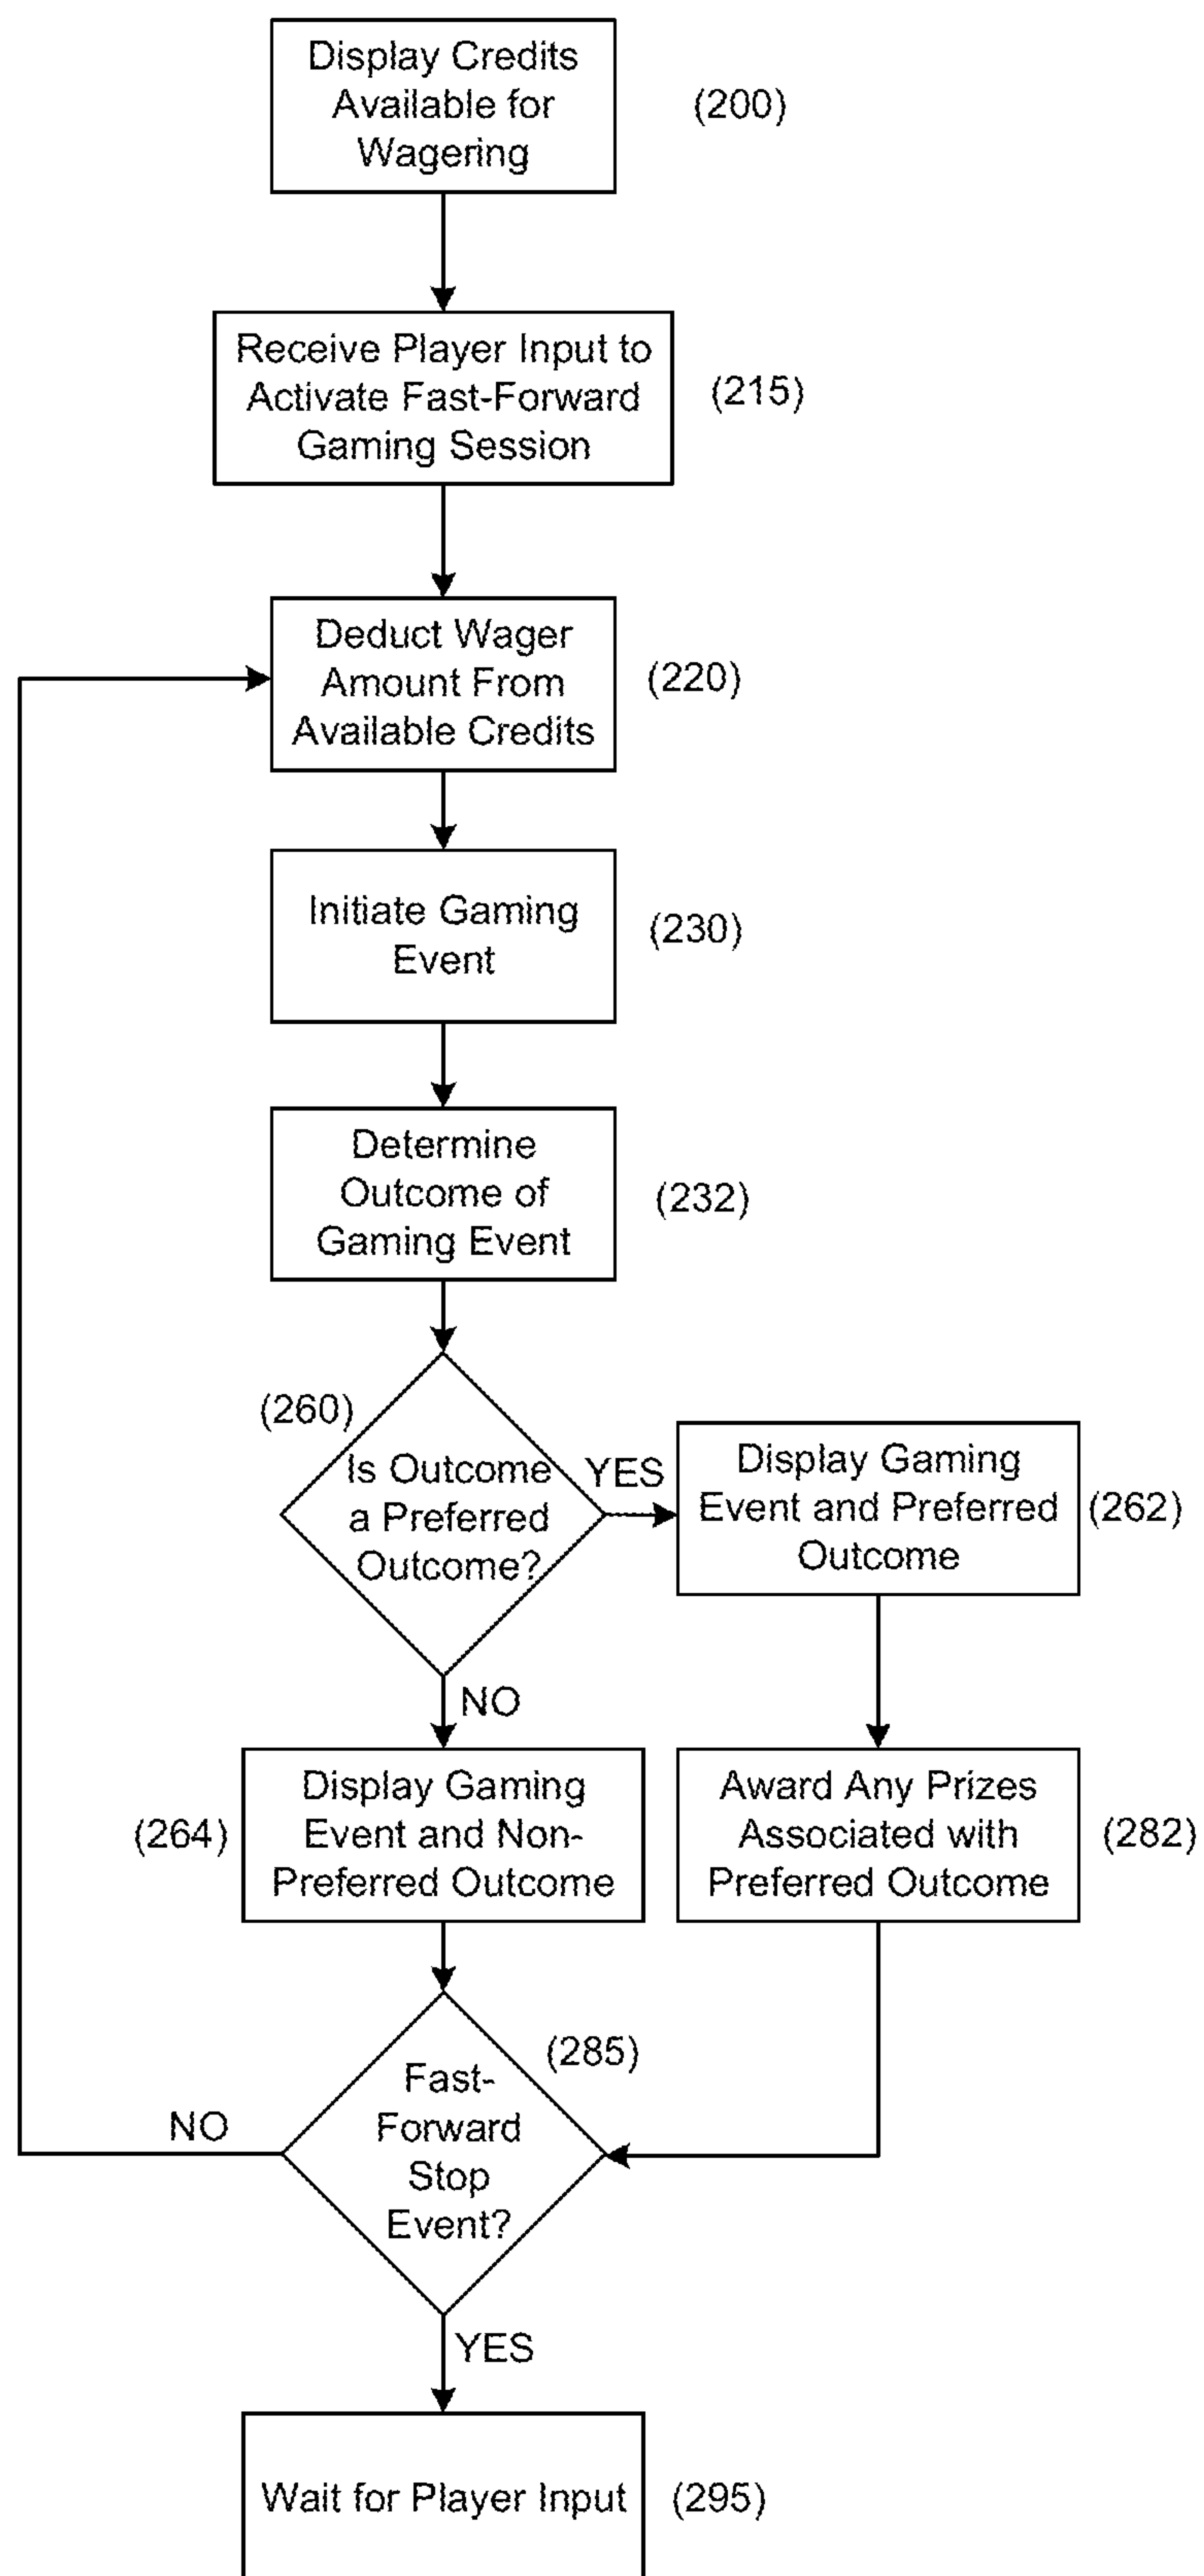 Display Credits
Available for
Wagering
(200)
Receive Player Input to
Activate Fast-Forward
Gaming Session
(215)
Deduct Wager
Amount From
Available Credits
(220)
Initiate Gaming
Event
(230)
Determine
Outcome of
Gaming Event
(232)
(260)
Is Outcome
a Preferred
Outcome?
YES
Display Gaming
Event and Preferred
Outcome
(262)
NO
(264)
Display Gaming
Event and Non-
Preferred Outcome
Award Any Prizes
Associated with
Preferred Outcome
(282)
(285)
Fast-
Forward
Stop
Event?
NO
YES
Wait for Player Input
(295)